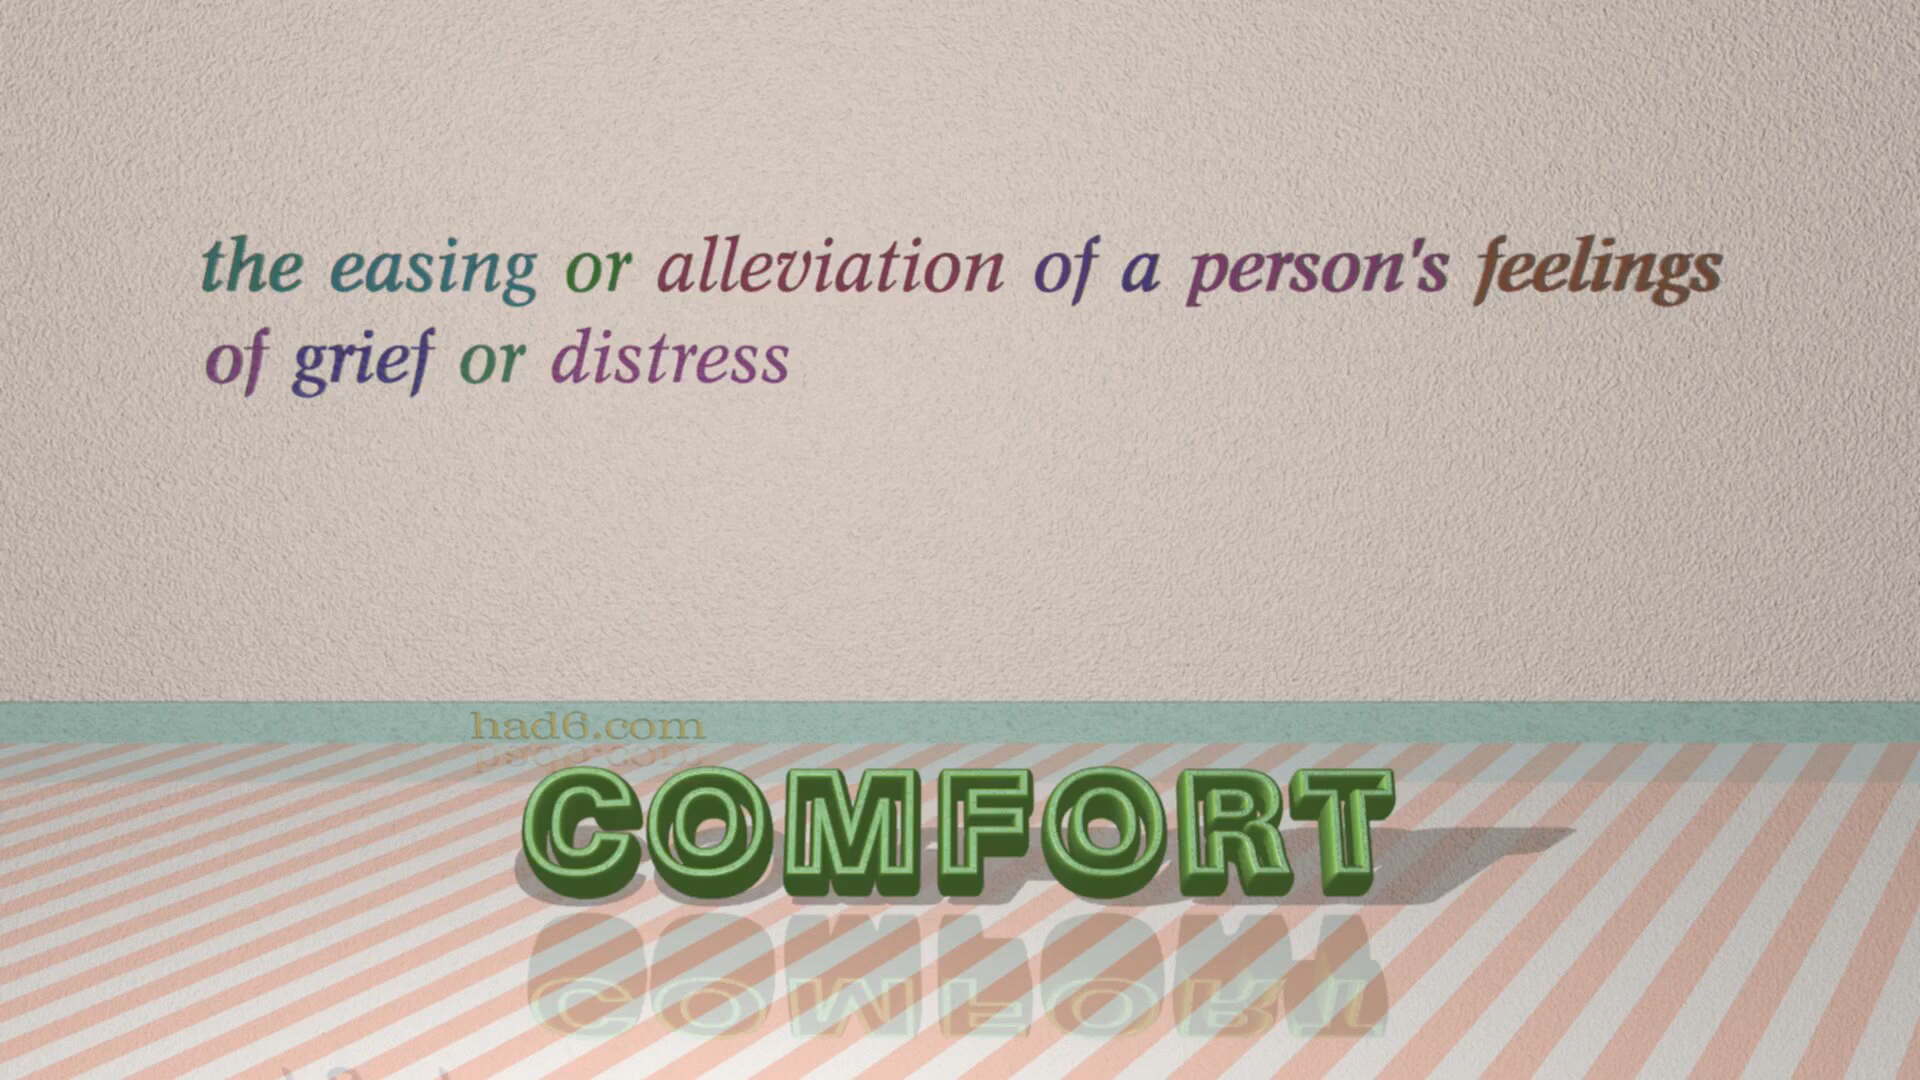 the easing or alleviation of a person's feelings
of grief or distress
had6.com
COMFORT